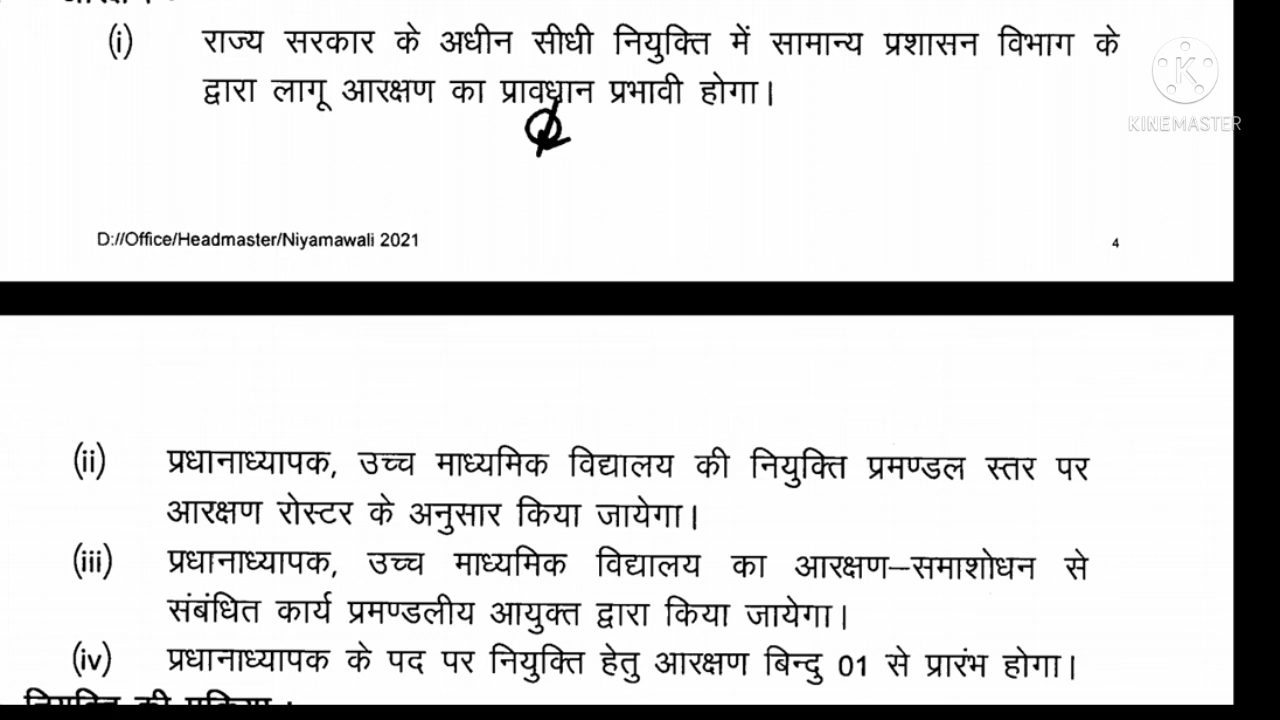 (i) राज्य सरकार के अधीन सीधी नियुक्ति में सामान्य प्रशासन विभाग के
द्वारा लागू आरक्षण का प्रावधान प्रभावी होगा।
KINEMASTER
D://Office/Headmaster/Niyamawali 2021 4
(ii) प्रधानाध्यापक, उच्च माध्यमिक विद्यालय की नियुक्ति प्रमण्डल स्तर पर
आरक्षण रोस्टर के अनुसार किया जायेगा।
(iii) प्रधानाध्यापक, उच्च माध्यमिक विद्यालय का आरक्षण–समाशोधन से
संबंधित कार्य प्रमण्डलीय आयुक्त द्वारा किया जायेगा।
(iv) प्रधानाध्यापक के पद पर नियुक्ति हेतु आरक्षण बिन्दु 01 से प्रारंभ होगा।